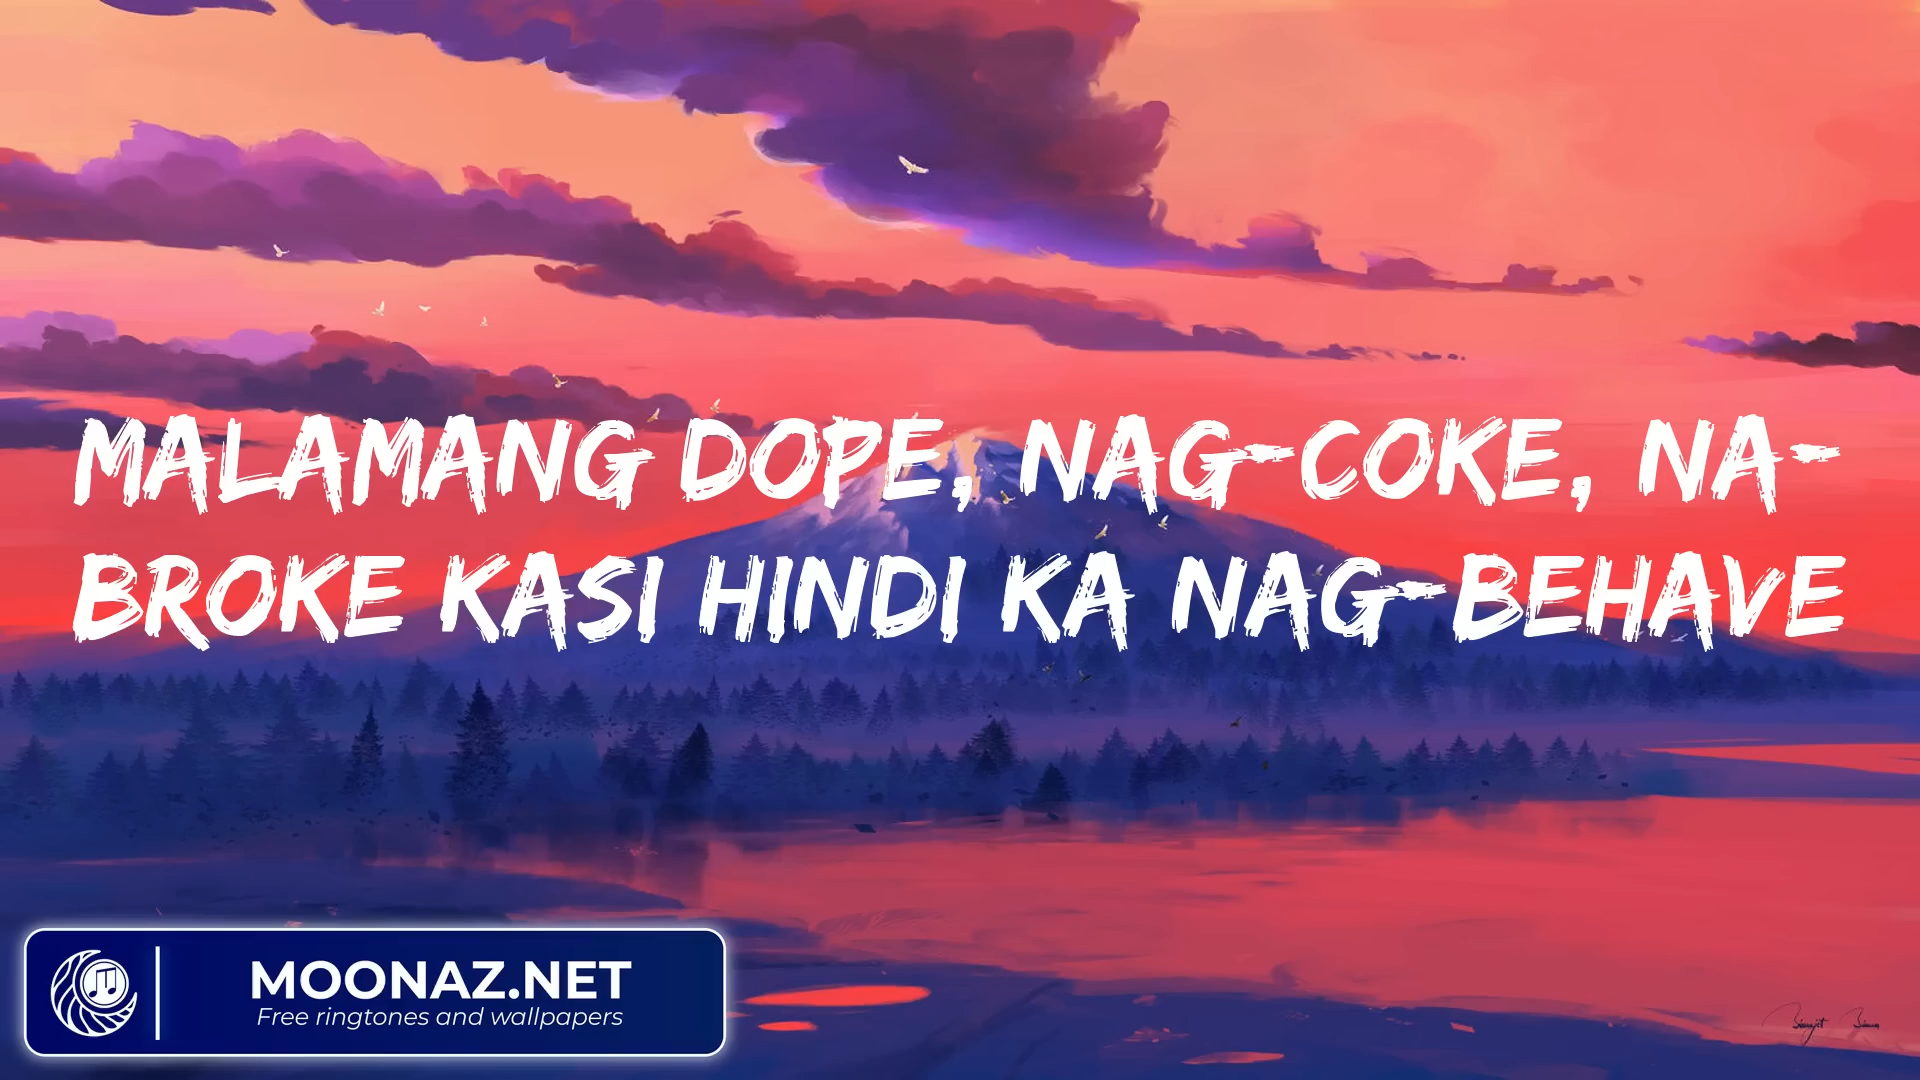 MALAMANG DOPE, NAG-COKE, NA-
BROKE KASI HINDI KA NAG-BEHAVE
MOONAZ.NET
Free ringtones and wallpapers